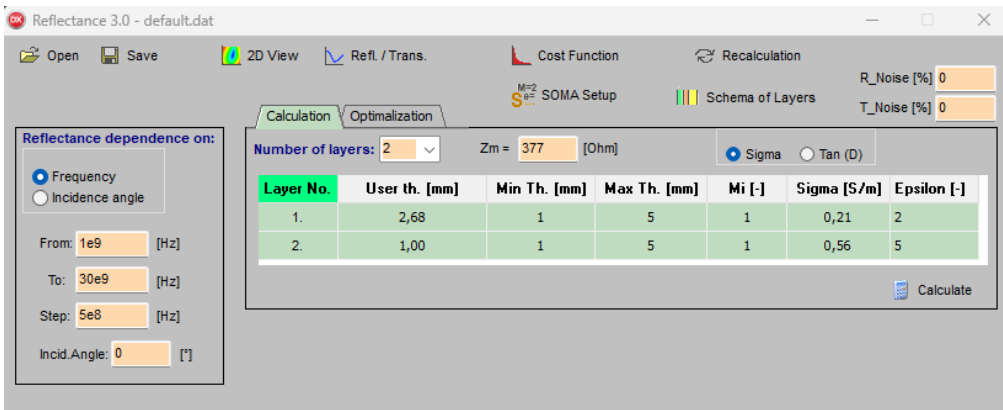 Reflectance 3.0 - default.dat
Open Save 2D View Refl. / Trans. Cost Function Recalculation
R_Noise [%] 0
SOMA Setup Schema of Layers
T_Noise [%] 0
Calculation Optimalization
Reflectance dependence on:
Number of layers: 2 Zm = 377 [Ohm] Sigma Tan (D)
Frequency
Incidence angle
Layer No. User th. [mm] Min Th. [mm] Max Th. [mm] Mi [-] Sigma [S/m] Epsilon [-]
1. 2,68 1 5 1 0,21 2
2. 1,00 1 5 1 0,56 5
From: 1e9 [Hz]
To: 30e9 [Hz]
Step: 5e8 [Hz]
Incid.Angle: 0 [°]
Calculate